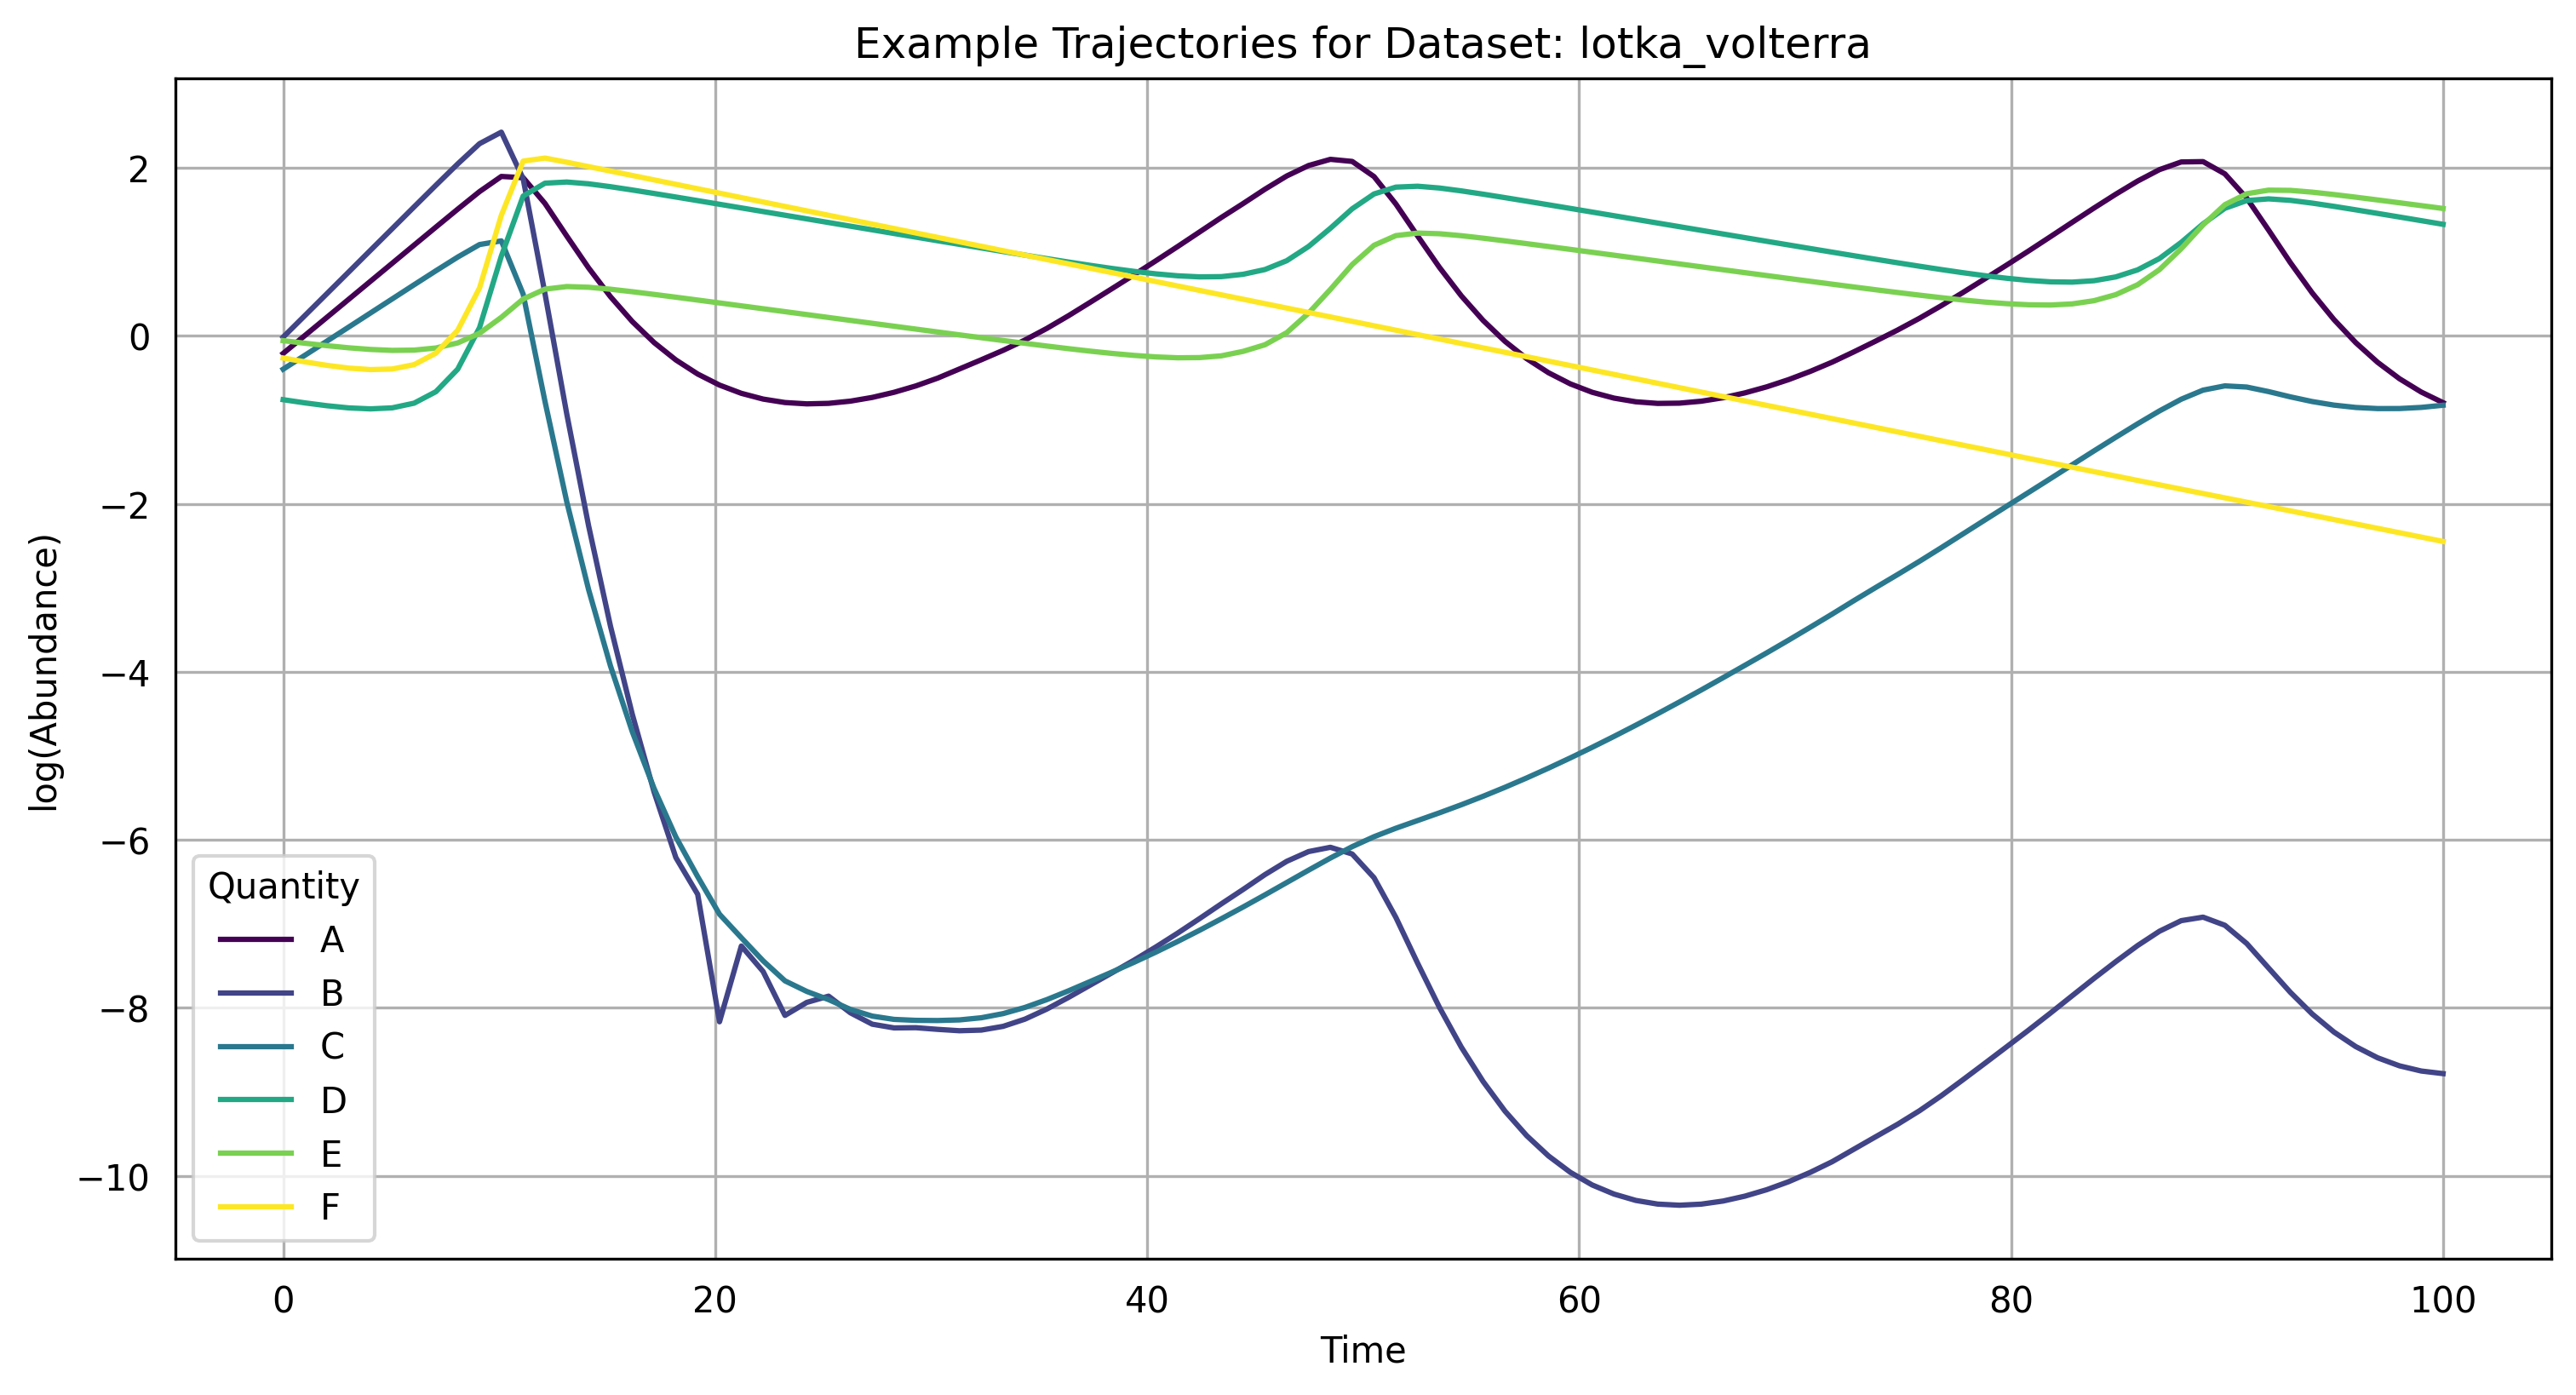 Example Trajectories for Dataset: lotka_volterra
log(Abundance)
2
0
−2
−4
−6
−8
−10
Quantity
A
B
C
D
E
F
0 20 40 60 80 100
Time